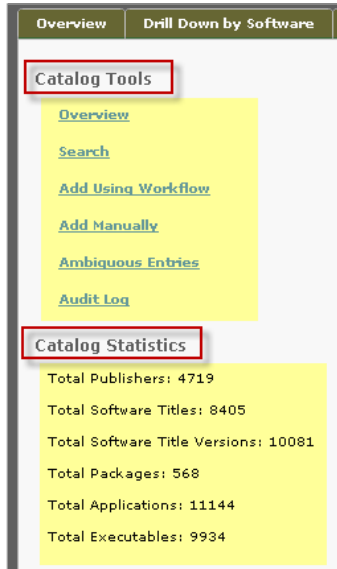 Overview Drill Down by Software
Catalog Tools
Overview
Search
Add Using Workflow
Add Manually
Ambiguous Entries
Audit Log
Catalog Statistics
Total Publishers: 4719
Total Software Titles: 8405
Total Software Title Versions: 10081
Total Packages: 568
Total Applications: 11144
Total Executables: 9934